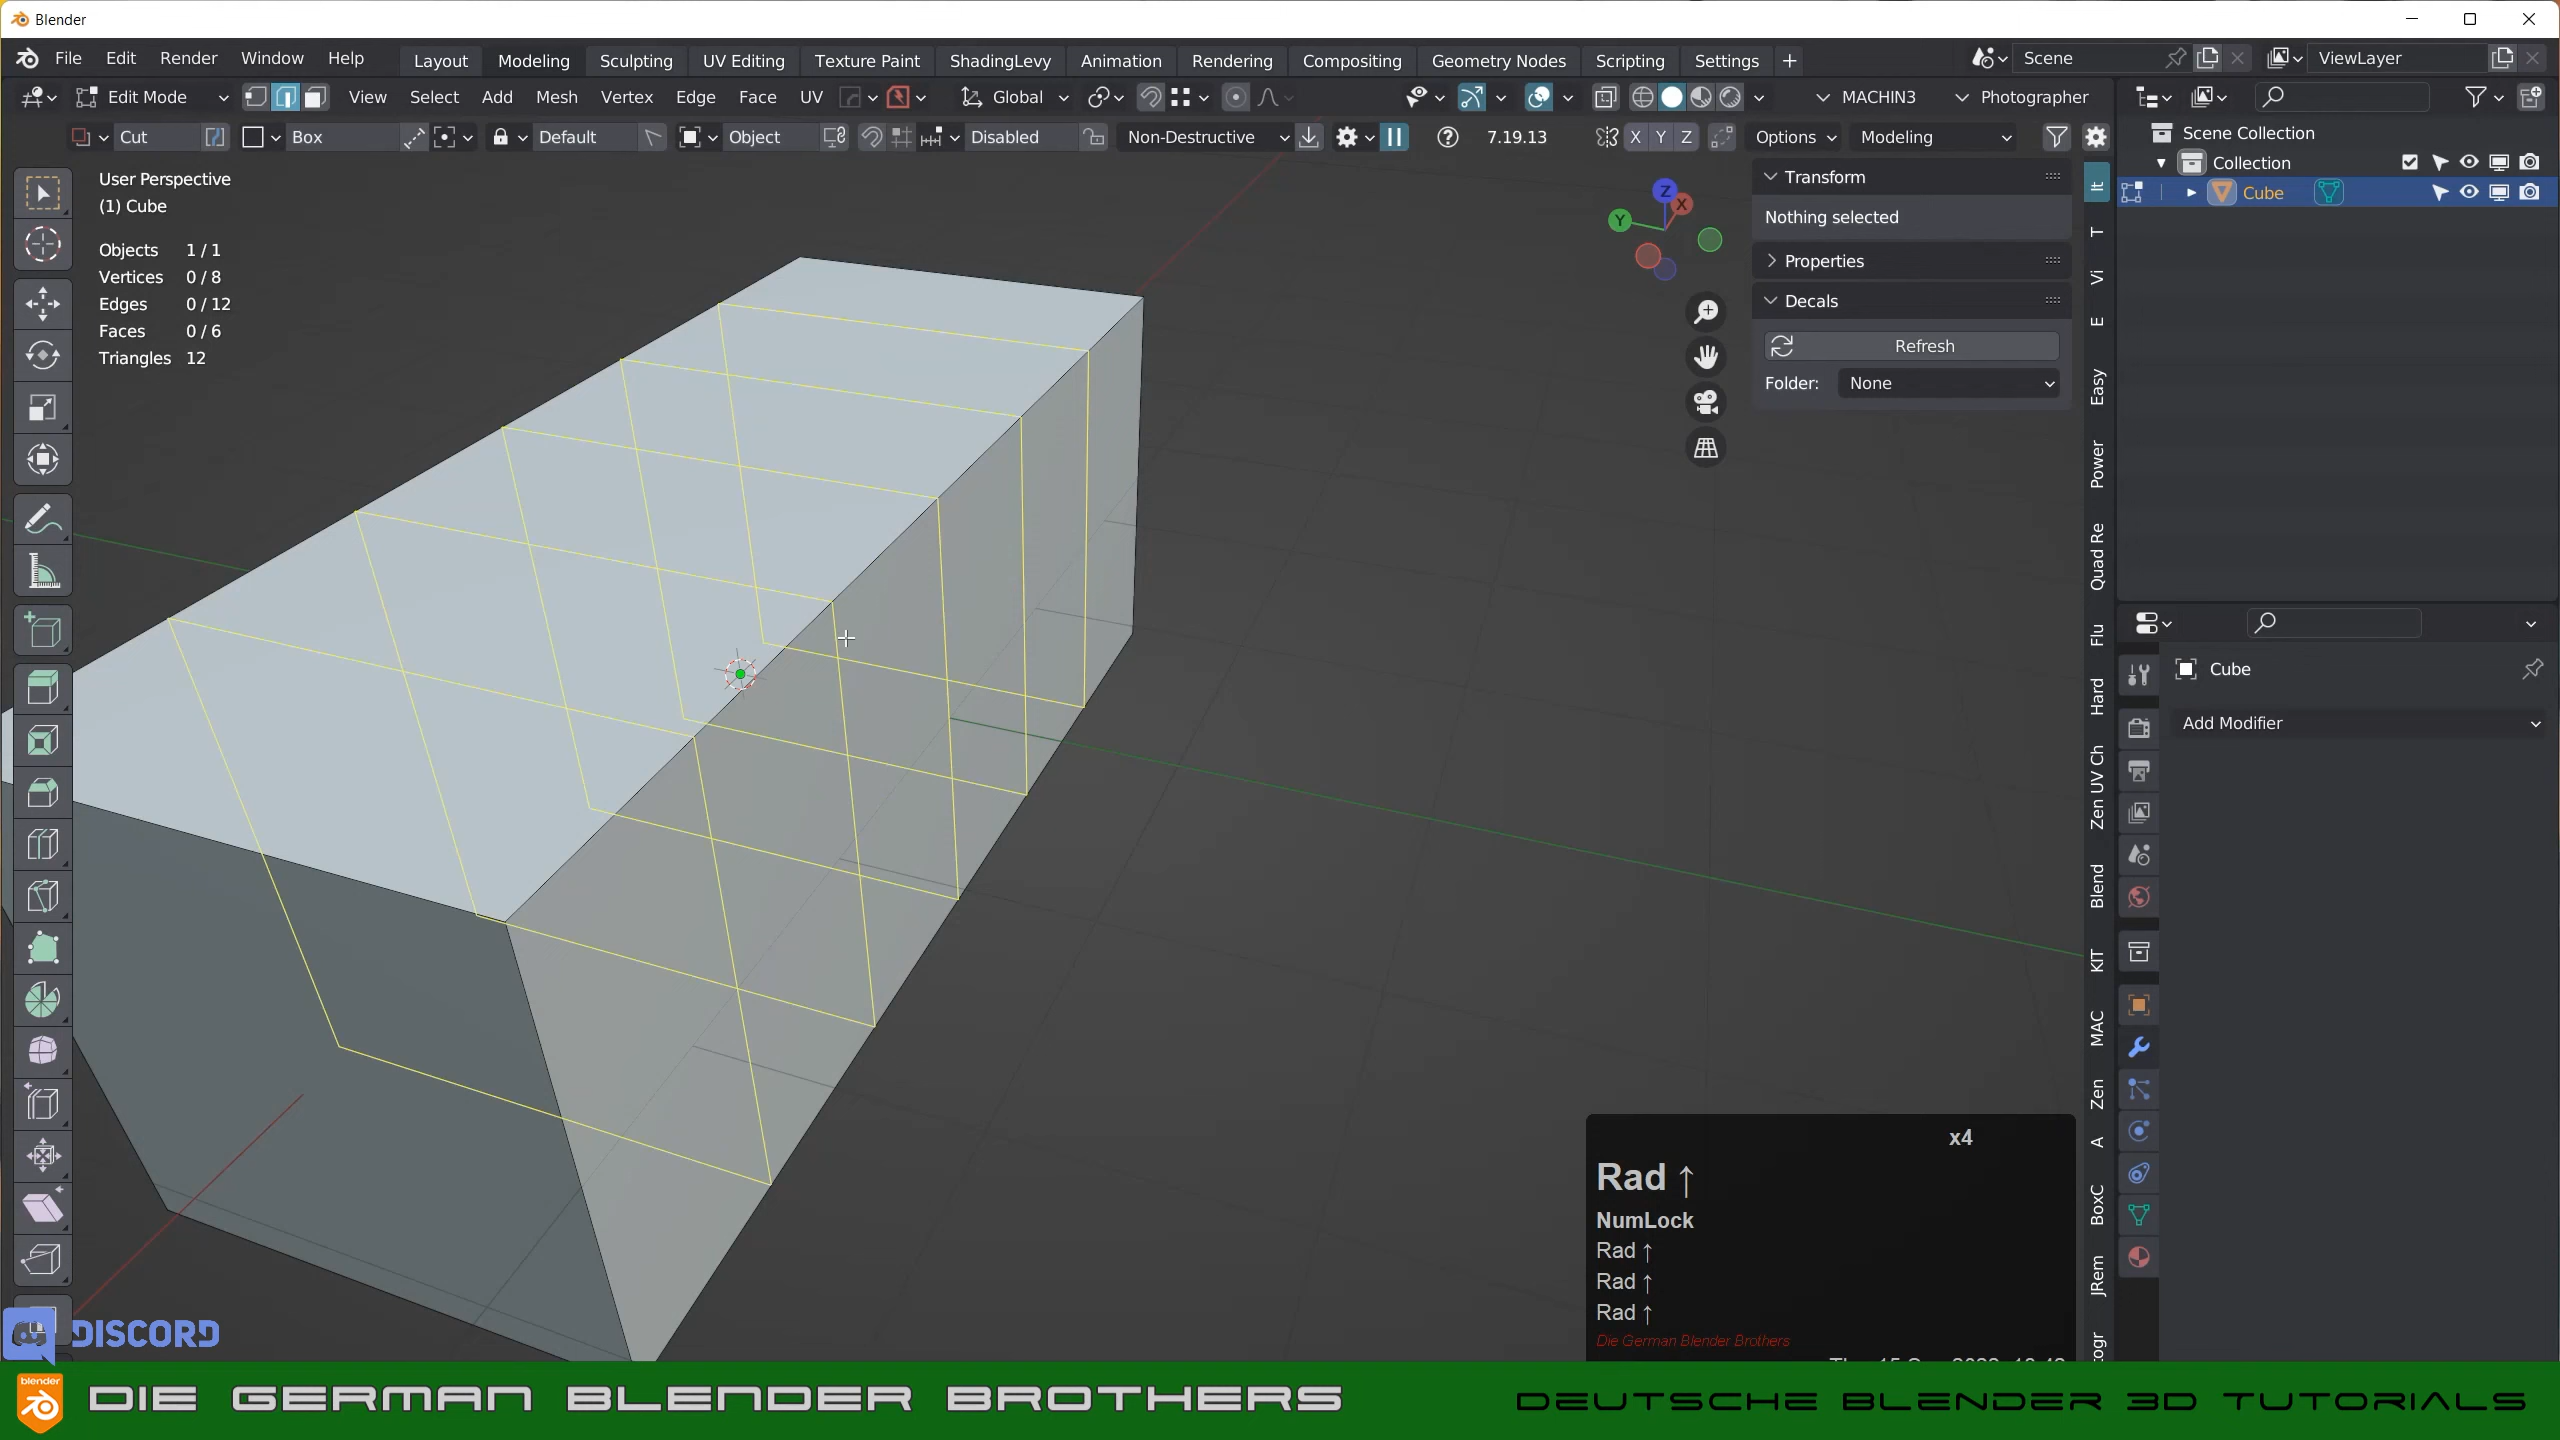 Blender
File Edit Render Window Help Layout Modeling Sculpting UV Editing Texture Paint ShadingLevy Animation Rendering Compositing Geometry Nodes Scripting Settings + Scene ViewLayer
Edit Mode View Select Add Mesh Vertex Edge Face UV Global MACHIN3 Photographer
Cut Box Default Object Disabled Non-Destructive 7.19.13 X Y Z Options Modeling
User Perspective
(1) Cube
Objects 1 / 1
Vertices 0 / 8
Edges 0 / 12
Faces 0 / 6
Triangles 12
Z
X
Y
Transform
Nothing selected
Properties
Decals
Refresh
Folder: None
It
T
Vi
E
Easy
Power
Quad Re
Flu
Hard
Zen UV Ch
Blend
KIT
MAC
Zen
A
BoxC
JRem
togr
Scene Collection
Collection
Cube
Cube
Add Modifier
x4
Rad ↑
NumLock
Rad ↑
Rad ↑
Rad ↑
Die German Blender Brothers
DISCORD
blender
DIE GERMAN BLENDER BROTHERS
DEUTSCHE BLENDER 3D TUTORIALS